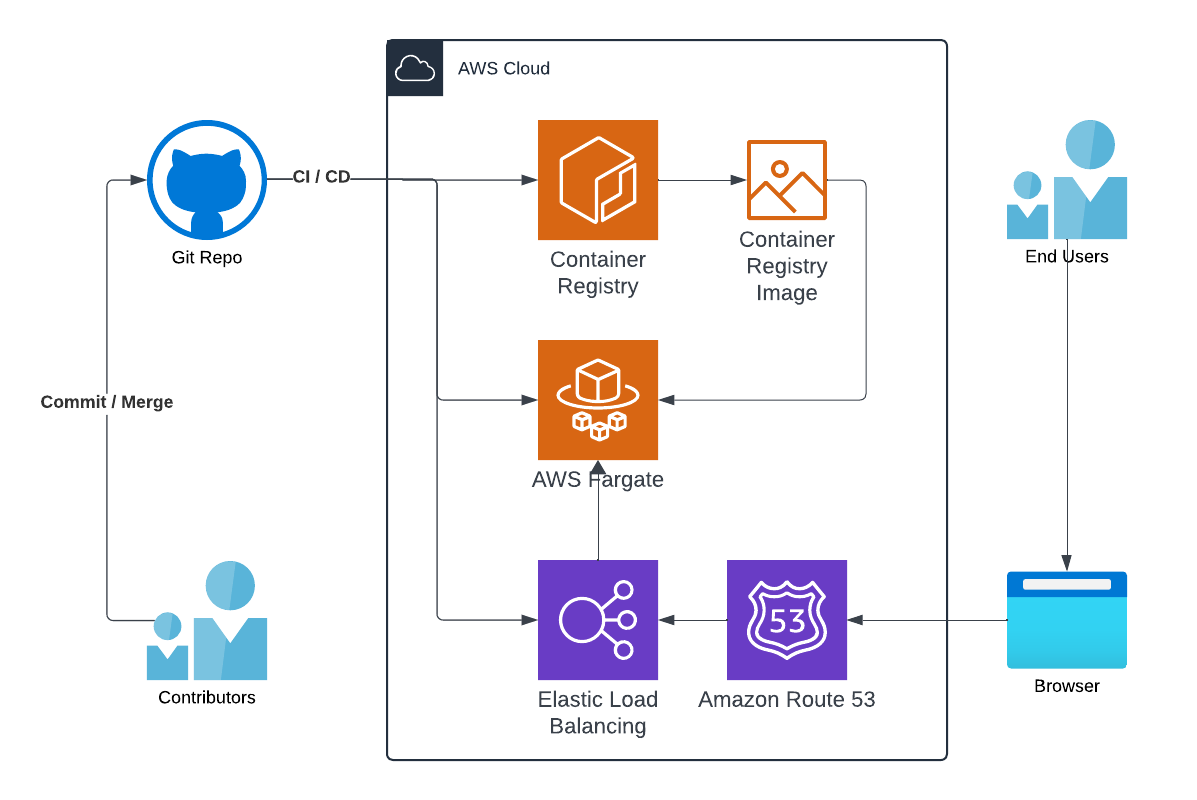 AWS Cloud
CI / CD
Git Repo
Container
Registry
Container
Registry
Image
End Users
Commit / Merge
AWS Fargate
53
Contributors
Elastic Load
Balancing
Amazon Route 53
Browser